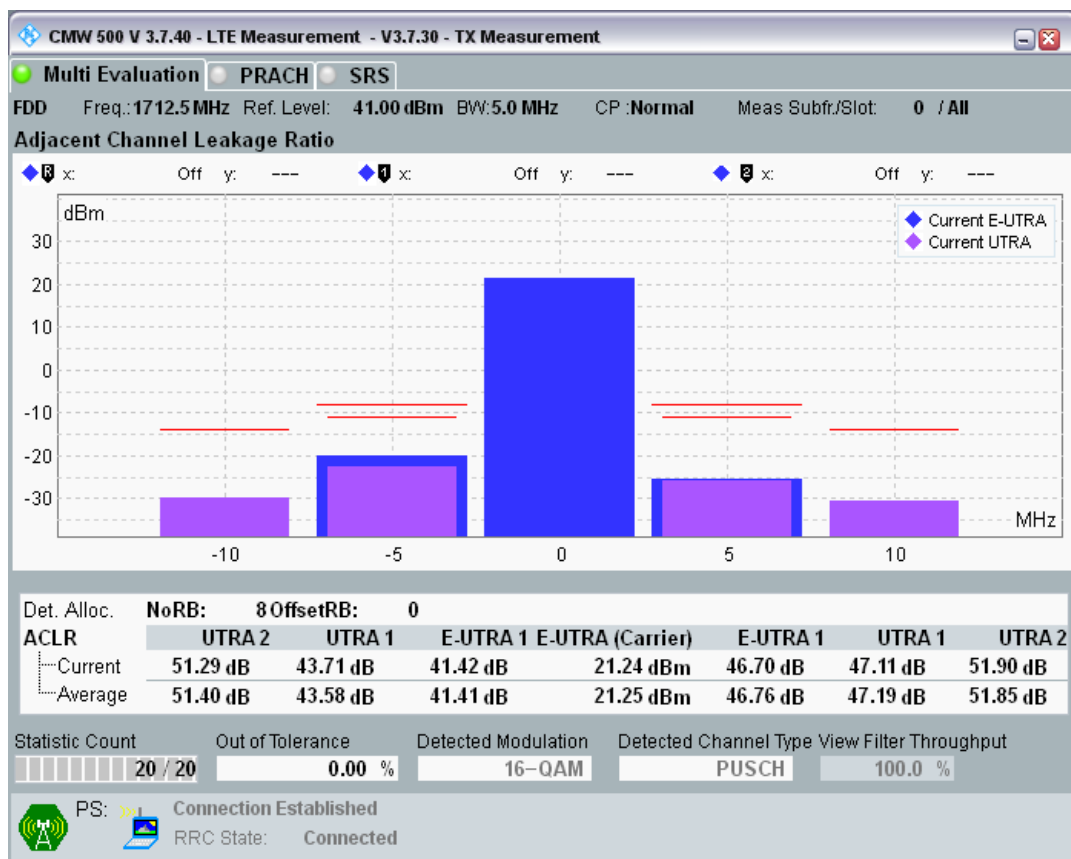 CMW 500 V 3.7.40 - LTE Measurement - V3.7.30 - TX Measurement
Multi Evaluation PRACH SRS
FDD Freq.: 1712.5 MHz Ref. Level: 41.00 dBm BW: 5.0 MHz CP : Normal Meas Subfr./Slot: 0 / All
Adjacent Channel Leakage Ratio
R x: Off y: --- 1 x: Off y: --- 2 x: Off y: ---
dBm
Current E-UTRA
Current UTRA
30
20
10
0
-10
-20
-30
MHz
-10 -5 0 5 10
Det. Alloc. NoRB: 8 OffsetRB: 0
ACLR UTRA 2 UTRA 1 E-UTRA 1 E-UTRA (Carrier) E-UTRA 1 UTRA 1 UTRA 2
Current 51.29 dB 43.71 dB 41.42 dB 21.24 dBm 46.70 dB 47.11 dB 51.90 dB
Average 51.40 dB 43.58 dB 41.41 dB 21.25 dBm 46.76 dB 47.19 dB 51.85 dB
Statistic Count Out of Tolerance Detected Modulation Detected Channel Type View Filter Throughput
20 / 20 0.00 % 16-QAM PUSCH 100.0 %
PS: Connection Established
RRC State: Connected